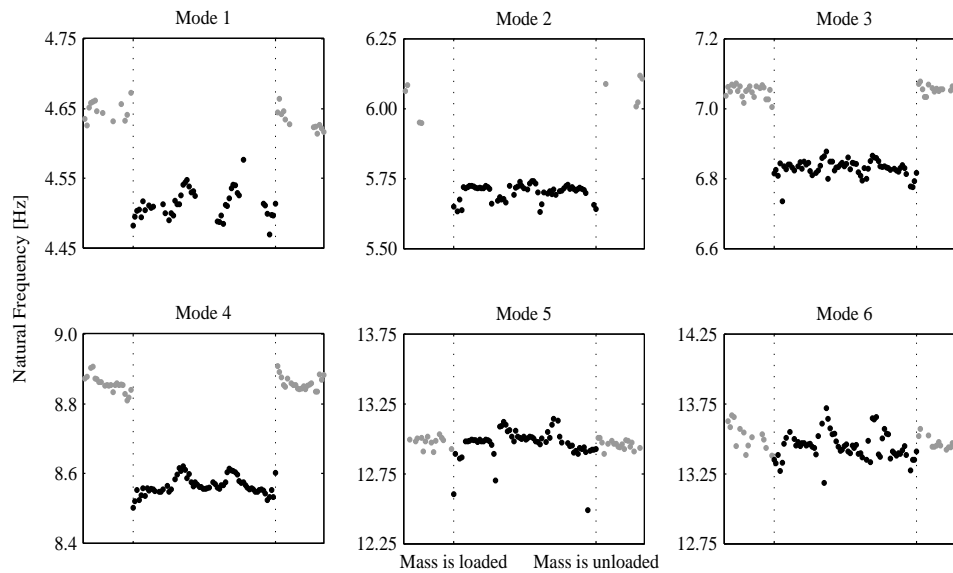 Mode 1
Mode 2
Mode 3
4.75
4.65
4.55
4.45
6.25
6.00
5.75
5.50
7.2
7.0
6.8
6.6
Natural Frequency [Hz]
Mode 4
Mode 5
Mode 6
9.0
8.8
8.6
8.4
13.75
13.25
12.75
12.25
14.25
13.75
13.25
12.75
Mass is loaded
Mass is unloaded